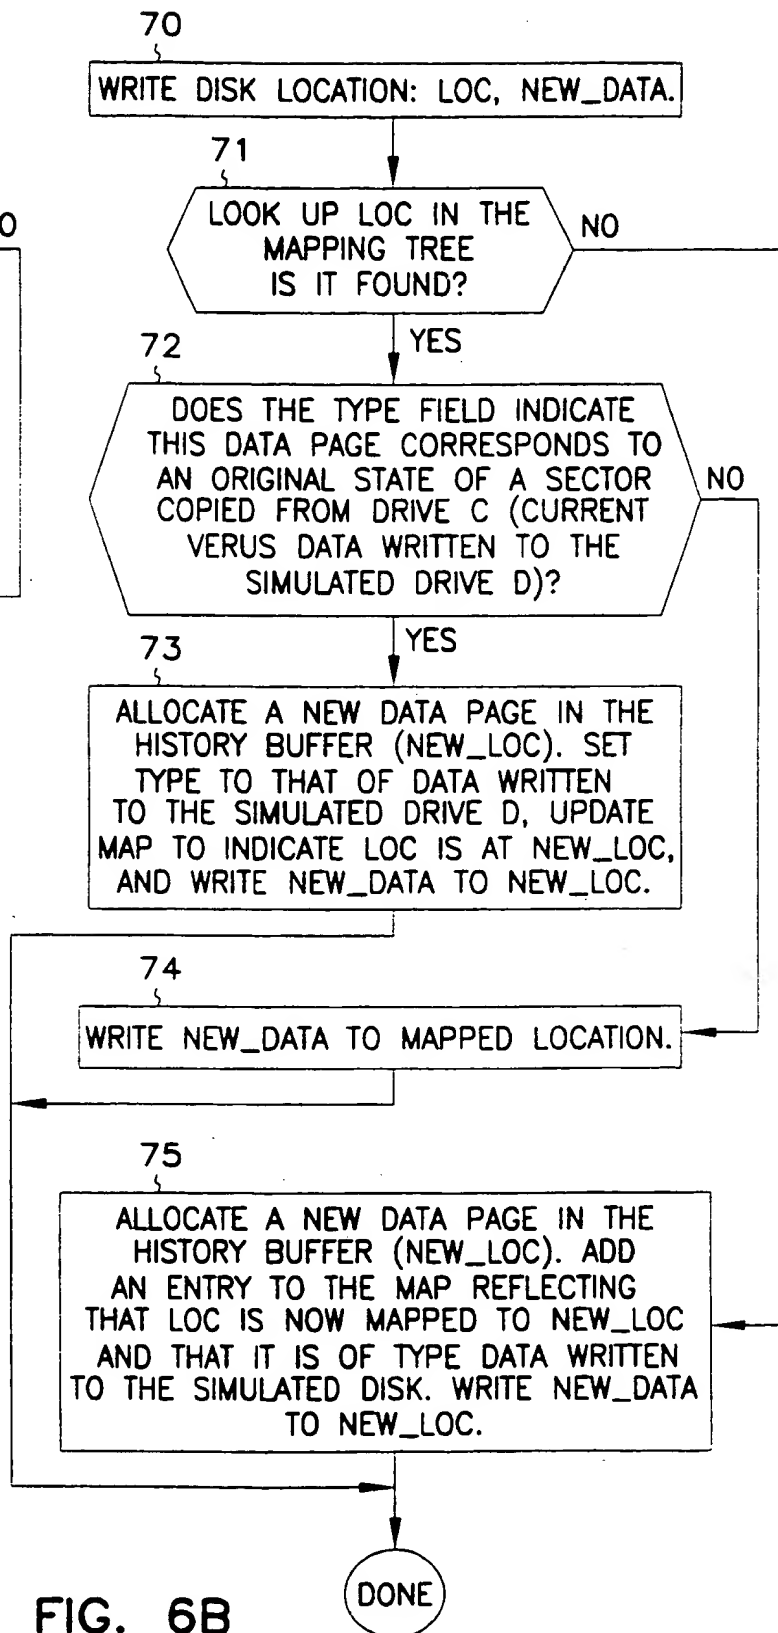 70
WRITE DISK LOCATION: LOC, NEW_DATA.
71
LOOK UP LOC IN THE
MAPPING TREE
IS IT FOUND?
NO
O
YES
72
DOES THE TYPE FIELD INDICATE
THIS DATA PAGE CORRESPONDS TO
AN ORIGINAL STATE OF A SECTOR
COPIED FROM DRIVE C (CURRENT
VERUS DATA WRITTEN TO THE
SIMULATED DRIVE D)?
NO
YES
73
ALLOCATE A NEW DATA PAGE IN THE
HISTORY BUFFER (NEW_LOC). SET
TYPE TO THAT OF DATA WRITTEN
TO THE SIMULATED DRIVE D, UPDATE
MAP TO INDICATE LOC IS AT NEW_LOC,
AND WRITE NEW_DATA TO NEW_LOC.
74
WRITE NEW_DATA TO MAPPED LOCATION.
75
ALLOCATE A NEW DATA PAGE IN THE
HISTORY BUFFER (NEW_LOC). ADD
AN ENTRY TO THE MAP REFLECTING
THAT LOC IS NOW MAPPED TO NEW_LOC
AND THAT IT IS OF TYPE DATA WRITTEN
TO THE SIMULATED DISK. WRITE NEW_DATA
TO NEW_LOC.
DONE
FIG. 6B